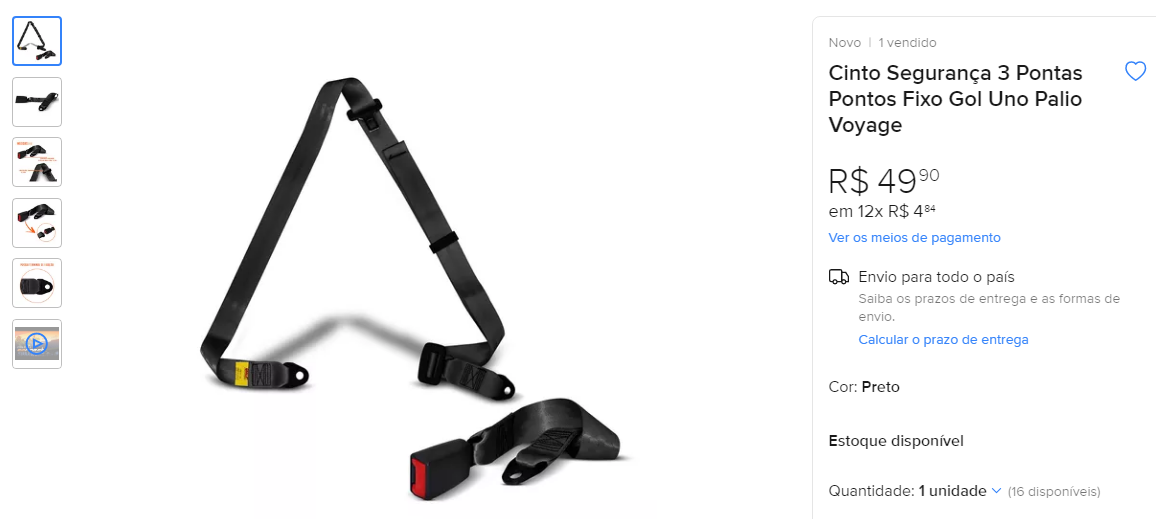 Novo | 1 vendido
Cinto Segurança 3 Pontas
Pontos Fixo Gol Uno Palio
Voyage
R$ 49 90
em 12x R$ 4 84
Ver os meios de pagamento
Envio para todo o país
Saiba os prazos de entrega e as formas de
envio.
Calcular o prazo de entrega
Cor: Preto
Estoque disponível
Quantidade: 1 unidade (16 disponíveis)